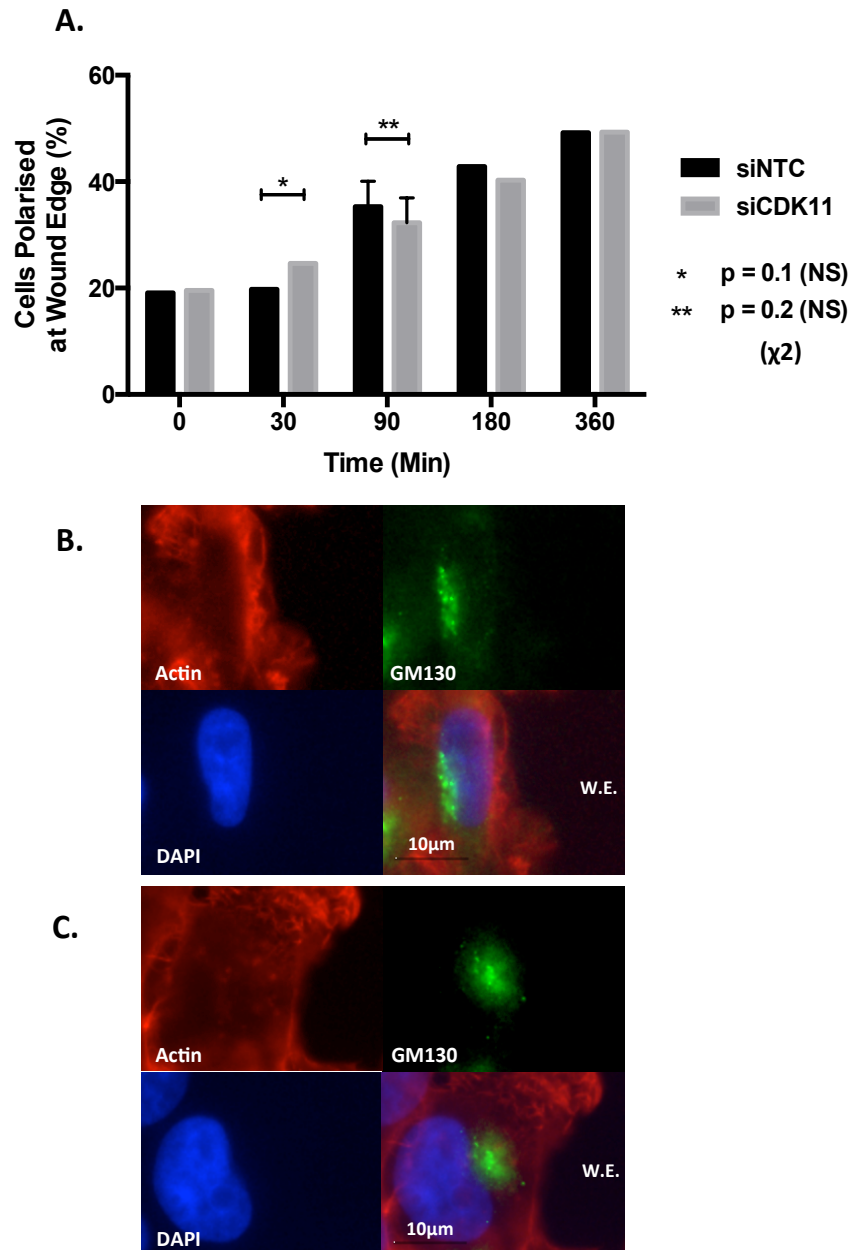 A.
60
40
20
0
Cells Polarised
at Wound Edge (%)
*
**
0 30 90 180 360
Time (Min)
siNTC
siCDK11
* p = 0.1 (NS)
** p = 0.2 (NS)
(χ2)
B.
Actin GM130
DAPI 10μm W.E.
C.
Actin GM130
DAPI 10μm W.E.